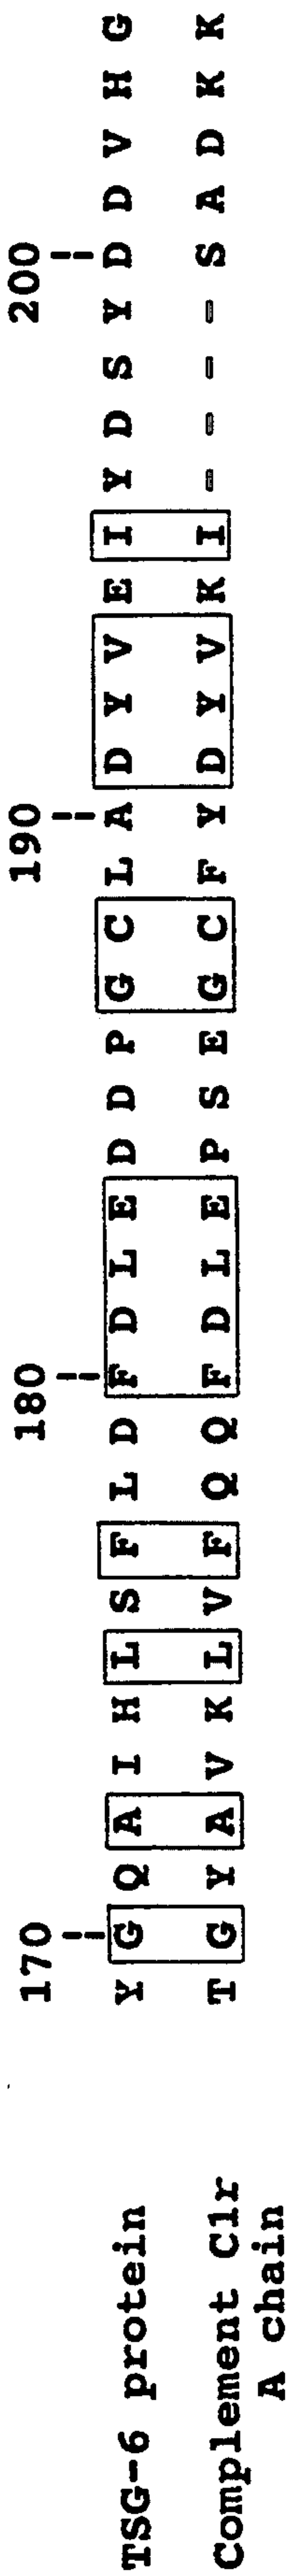 170 180 190 200
TSG-6 protein Y G Q A I H L S F L D F D L E D D P G C L A D Y V E I Y D S Y D D V H G
Complement C1r T G Y A V K L V F Q Q F D L E P S E G C F Y D Y V K I - - - - S A D K K
A chain